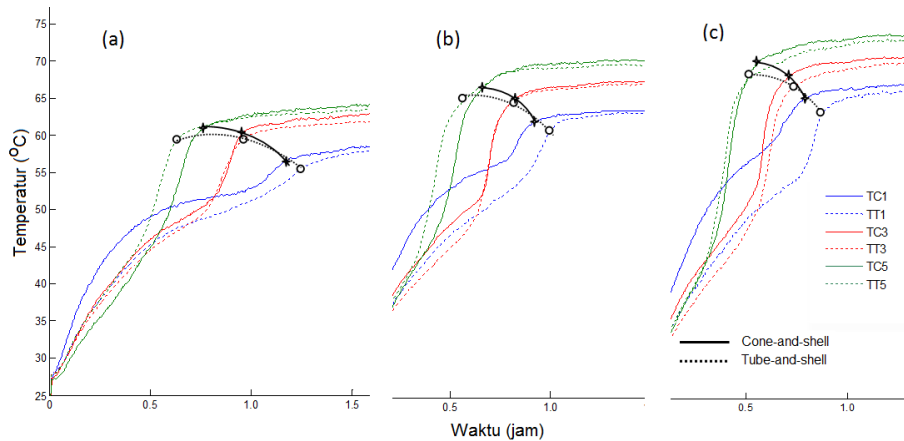 (a)
(b)
(c)
75
70
65
60
55
50
45
40
35
30
25
Temperatur (°C)
0
0.5
1.0
1.5
0.5
1.0
0.5
1.0
Waktu (jam)
TC1
TT1
TC3
TT3
TC5
TT5
Cone-and-shell
Tube-and-shell